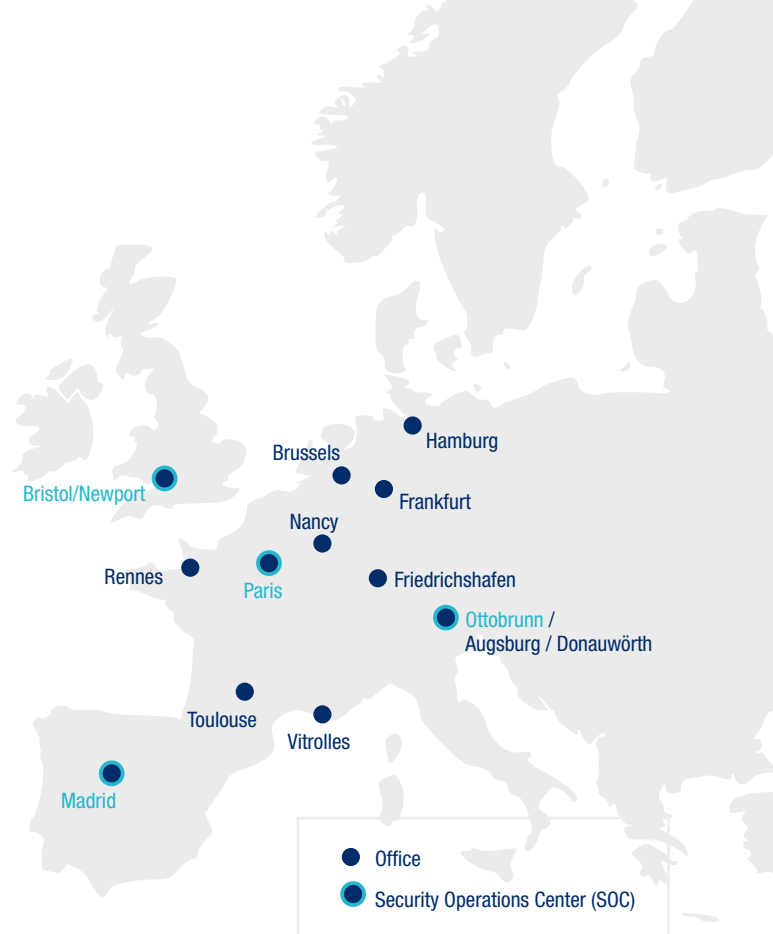 Hamburg
Brussels
Frankfurt
Bristol/Newport
Nancy
Rennes
Paris
Friedrichshafen
Ottobrunn /
Augsburg / Donauwörth
Toulouse
Vitrolles
Madrid
Office
Security Operations Center (SOC)